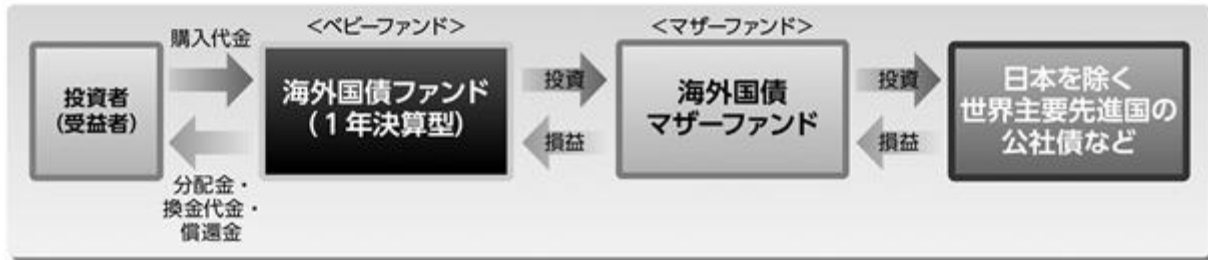 <ベビーファンド>
<マザーファンド>
購入代金
投資者
(受益者)
海外国債ファンド
(1年決算型)
投資
損益
海外国債
マザーファンド
投資
損益
日本を除く
世界主要先進国の
公社債など
分配金・
換金代金・
償還金